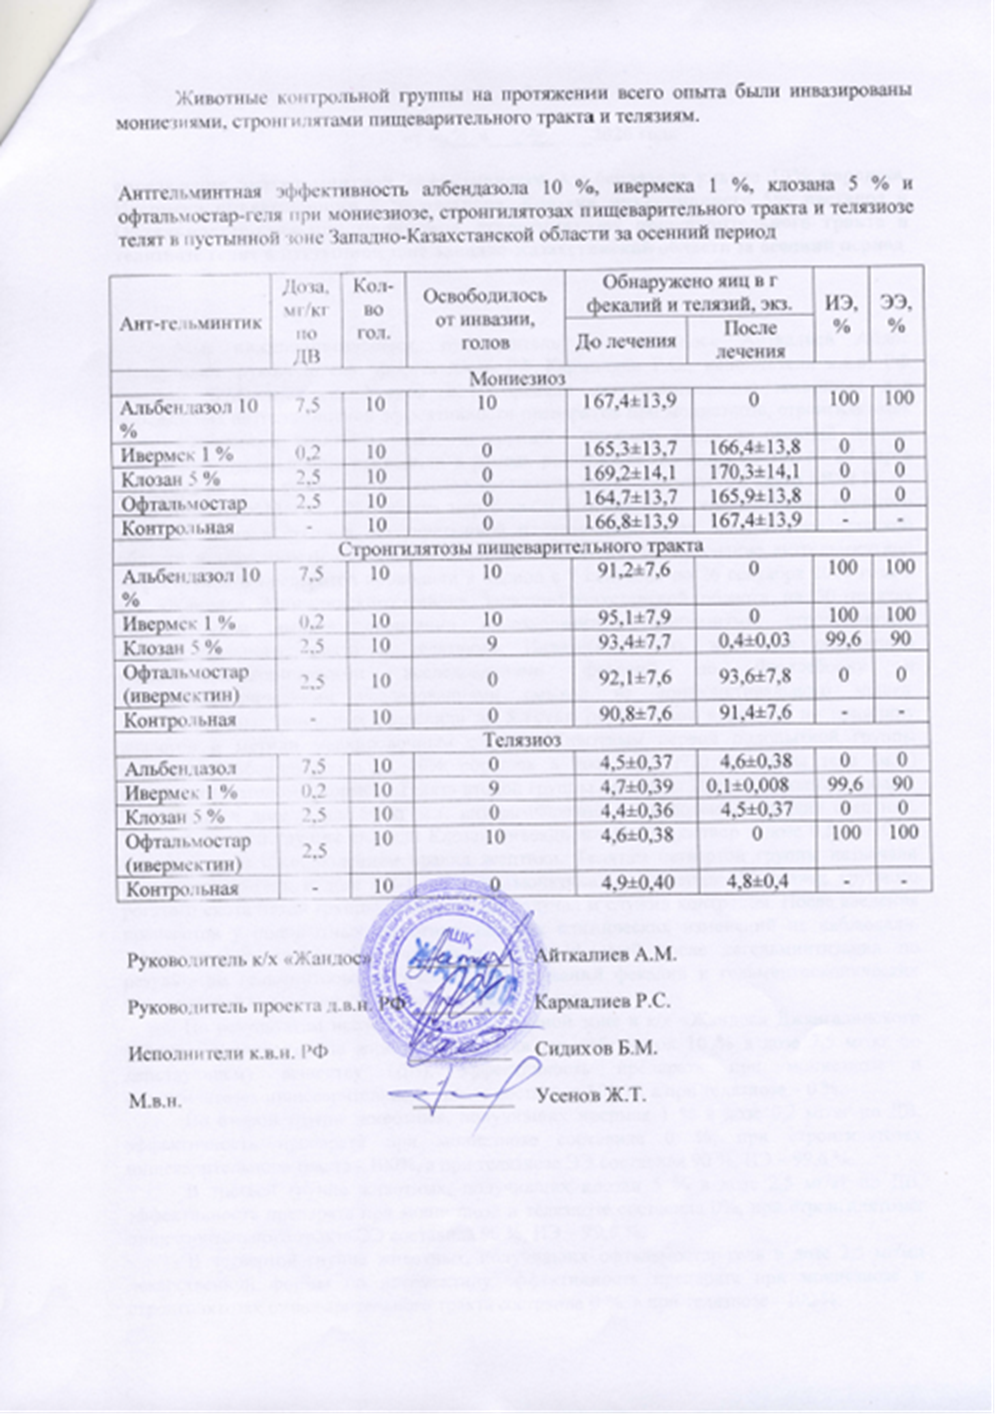 Животные контрольной группы на протяжении всего опыта были инвазированы
мониезиями, стронгилятами пищеварительного тракта и телязиям.
Антгельминтная эффективность албендазола 10 %, ивермека 1 %, клозана 5 % и
офтальмостар-геля при мониезиозе, стронгилятозах пищеварительного тракта и телязиозе
телят в пустынной зоне Западно-Казахстанской области за осенний период
Ант-гельминтик Доза, мг/кг по ДВ Кол-во гол. Освободилось от инвазии, голов Обнаружено яиц в г фекалий и телязий, экз. ИЭ, % ЭЭ, %
До лечения После лечения
Мониезиоз
Альбендазол 10 % 7,5 10 10 167,4±13,9 0 100 100
Ивермек 1 % 0,2 10 0 165,3±13,7 166,4±13,8 0 0
Клозан 5 % 2,5 10 0 169,2±14,1 170,3±14,1 0 0
Офтальмостар 2,5 10 0 164,7±13,7 165,9±13,8 0 0
Контрольная - 10 0 166,8±13,9 167,4±13,9 - -
Стронгилятозы пищеварительного тракта
Альбендазол 10 % 7,5 10 10 91,2±7,6 0 100 100
Ивермек 1 % 0,2 10 10 95,1±7,9 0 100 100
Клозан 5 % 2,5 10 9 93,4±7,7 0,4±0,03 99,6 90
Офтальмостар (ивермектин) 2,5 10 0 92,1±7,6 93,6±7,8 0 0
Контрольная - 10 0 90,8±7,6 91,4±7,6 - -
Телязиоз
Альбендазол 7,5 10 0 4,5±0,37 4,6±0,38 0 0
Ивермек 1 % 0,2 10 9 4,7±0,39 0,1±0,008 99,6 90
Клозан 5 % 2,5 10 0 4,4±0,36 4,5±0,37 0 0
Офтальмостар (ивермектин) 2,5 10 10 4,6±0,38 0 100 100
Контрольная - 10 0 4,9±0,40 4,8±0,4 - -
Руководитель к/х «Жандос» Айткалиев А.М.
Руководитель проекта д.в.н. РФ Кармалиев Р.С.
Исполнители к.в.н. РФ Сидихов Б.М.
М.в.н. Усенов Ж.Т.
ШҚ